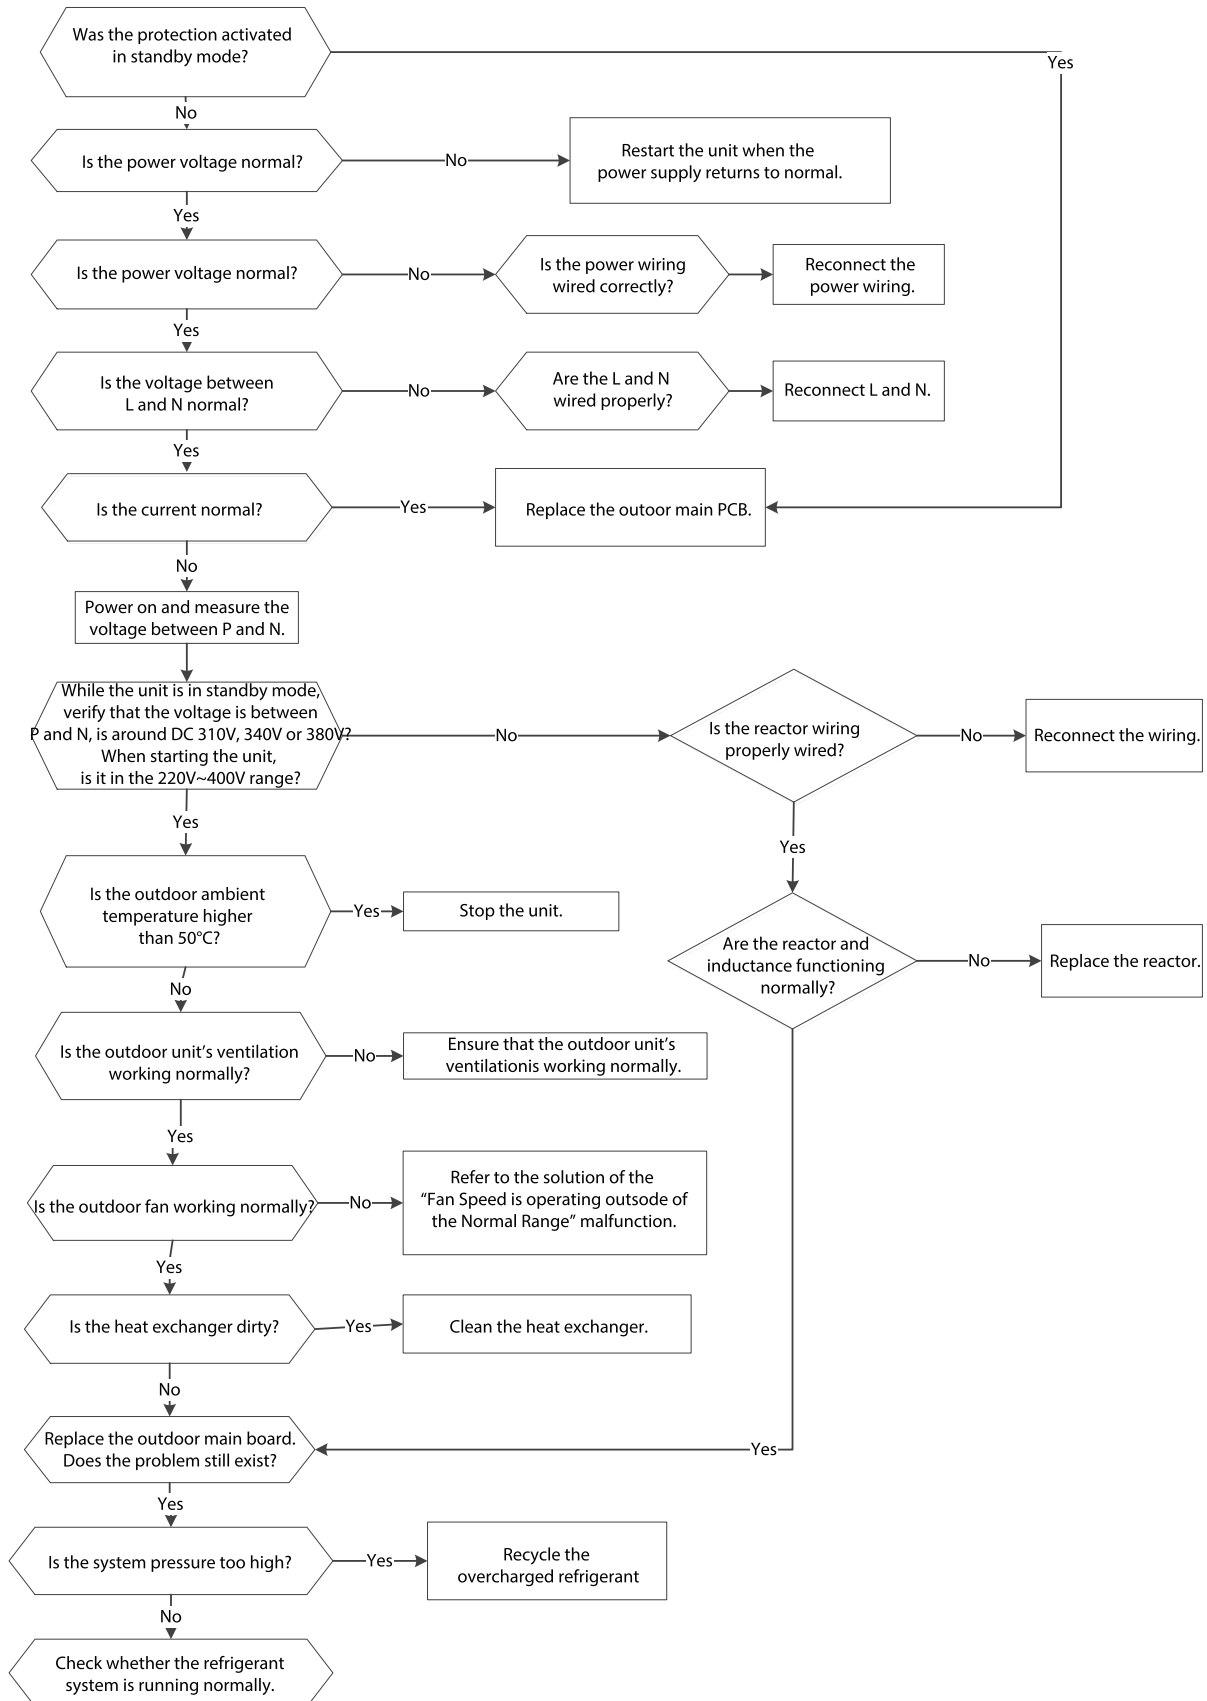 Was the protection activated
in standby mode?
Yes
No
Is the power voltage normal?
No
Restart the unit when the
power supply returns to normal.
Yes
Is the power voltage normal?
No
Is the power wiring
wired correctly?
Reconnect the
power wiring.
Yes
Is the voltage between
L and N normal?
No
Are the L and N
wired properly?
Reconnect L and N.
Yes
Is the current normal?
Yes
Replace the outoor main PCB.
No
Power on and measure the
voltage between P and N.
While the unit is in standby mode,
verify that the voltage is between
P and N, is around DC 310V, 340V or 380V?
When starting the unit,
is it in the 220V~400V range?
No
Is the reactor wiring
properly wired?
No
Reconnect the wiring.
Yes
Yes
Is the outdoor ambient
temperature higher
than 50°C?
Yes
Stop the unit.
Are the reactor and
inductance functioning
normally?
No
Replace the reactor.
No
Is the outdoor unit’s ventilation
working normally?
No
Ensure that the outdoor unit’s
ventilationis working normally.
Yes
Is the outdoor fan working normally?
No
Refer to the solution of the
“Fan Speed is operating outsode of
the Normal Range” malfunction.
Yes
Is the heat exchanger dirty?
Yes
Clean the heat exchanger.
No
Replace the outdoor main board.
Does the problem still exist?
Yes
Yes
Is the system pressure too high?
Yes
Recycle the
overcharged refrigerant
No
Check whether the refrigerant
system is running normally.